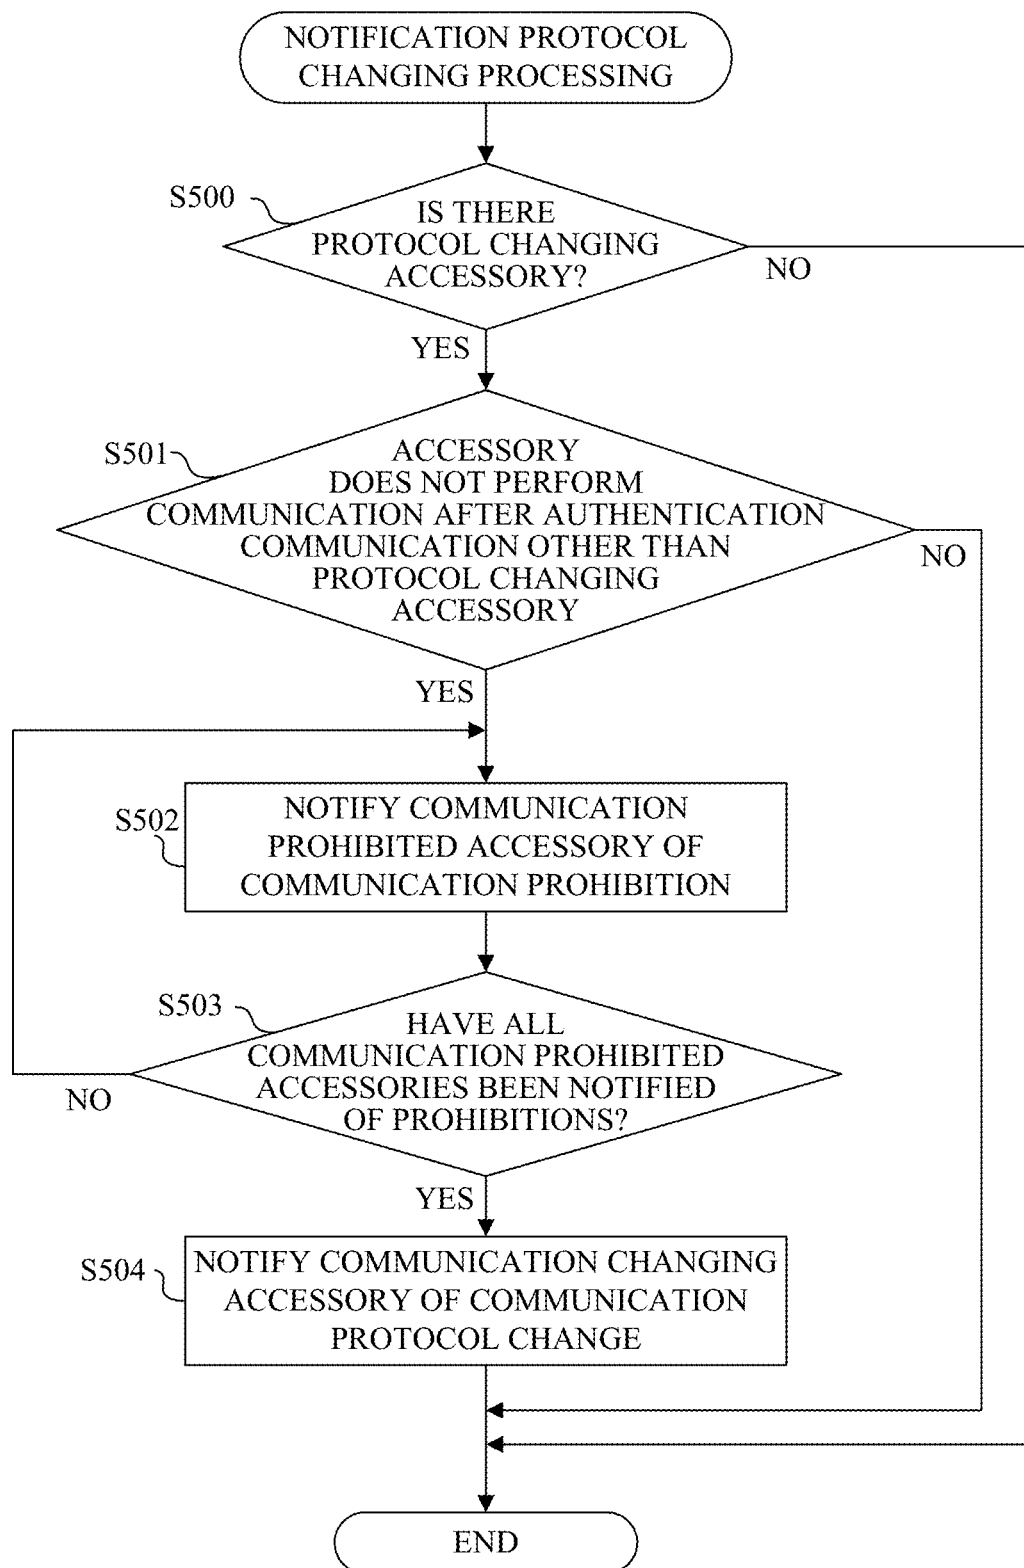 NOTIFICATION PROTOCOL
CHANGING PROCESSING
S500
IS THERE
PROTOCOL CHANGING
ACCESSORY?
NO
YES
S501
ACCESSORY
DOES NOT PERFORM
COMMUNICATION AFTER AUTHENTICATION
COMMUNICATION OTHER THAN
PROTOCOL CHANGING
ACCESSORY
NO
YES
S502
NOTIFY COMMUNICATION
PROHIBITED ACCESSORY OF
COMMUNICATION PROHIBITION
S503
HAVE ALL
COMMUNICATION PROHIBITED
ACCESSORIES BEEN NOTIFIED
OF PROHIBITIONS?
NO
YES
S504
NOTIFY COMMUNICATION CHANGING
ACCESSORY OF COMMUNICATION
PROTOCOL CHANGE
END